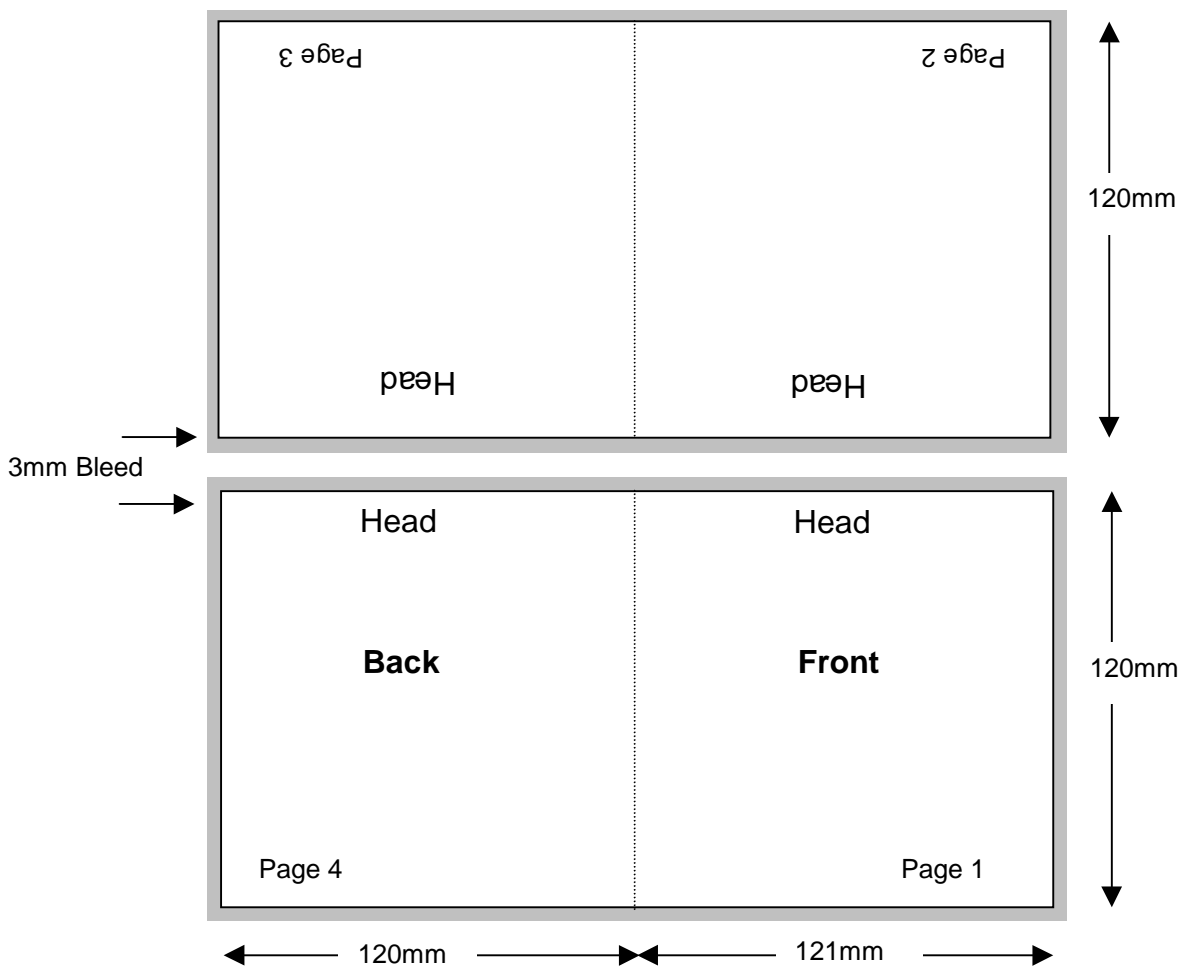 Page 3
Page 2
120mm
Head
Head
3mm Bleed
Head
Head
Back
Front
120mm
Page 4
Page 1
120mm
121mm